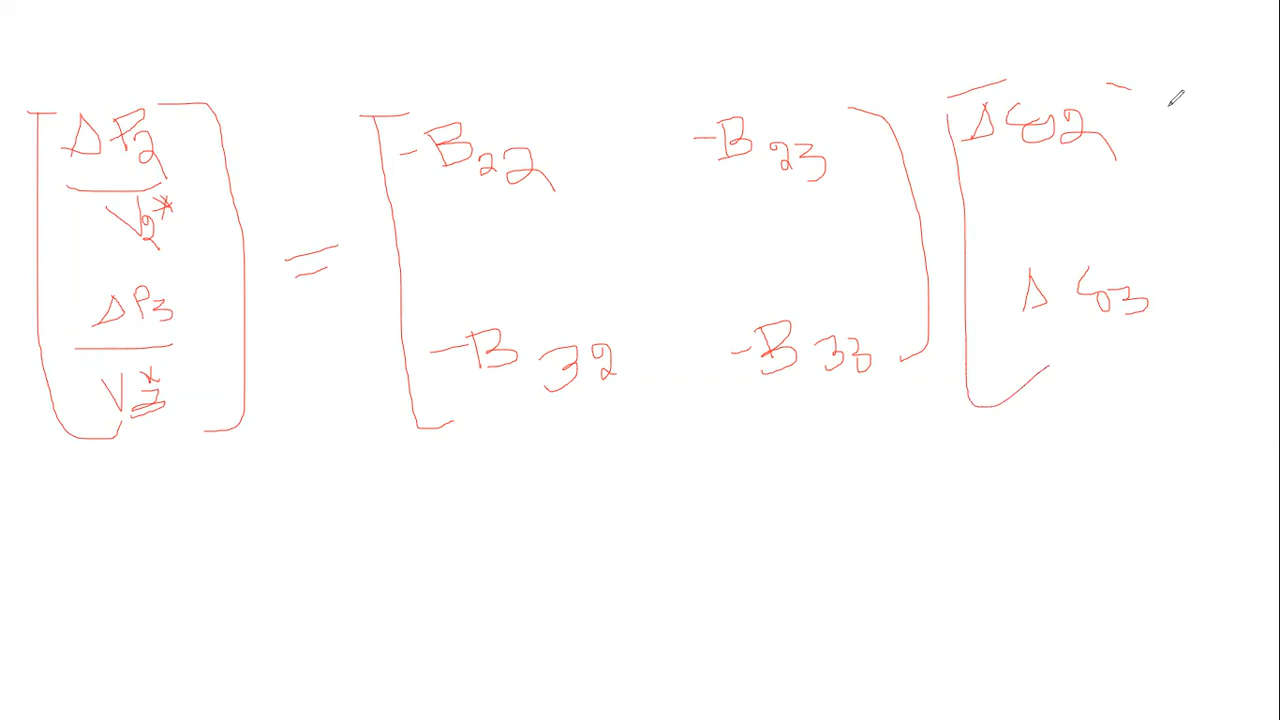 ΔP2 / V2* = -B22 -B23 Δδ2
ΔP3 / V3* -B32 -B33 Δδ3